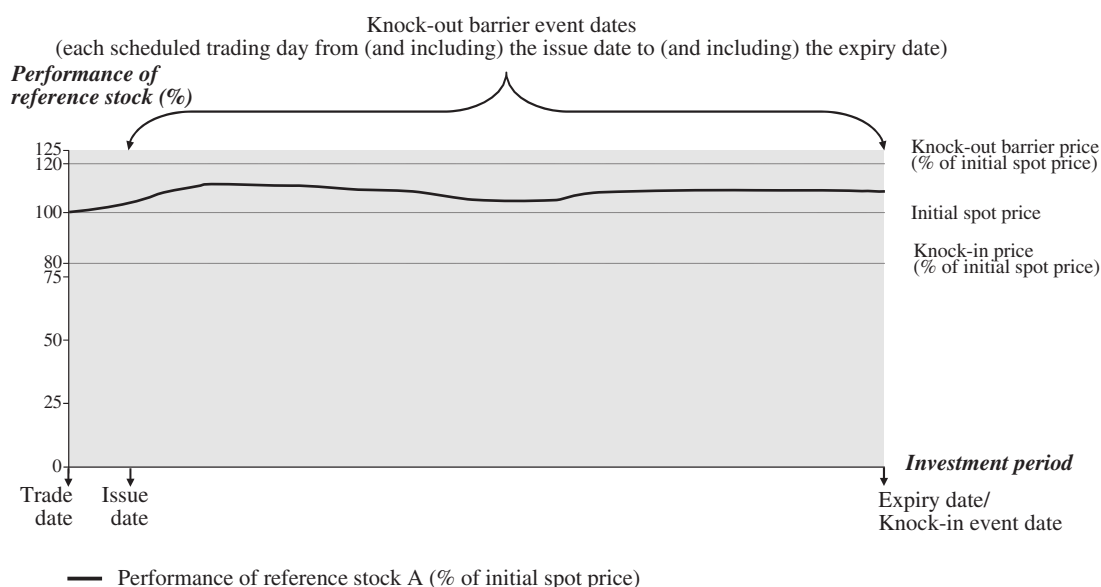 Knock-out barrier event dates
(each scheduled trading day from (and including) the issue date to (and including) the expiry date)
Performance of
reference stock (%)
125
120
100
80
75
50
25
0
Knock-out barrier price
(% of initial spot price)
Initial spot price
Knock-in price
(% of initial spot price)
Investment period
Trade
date
Issue
date
Expiry date/
Knock-in event date
Performance of reference stock A (% of initial spot price)